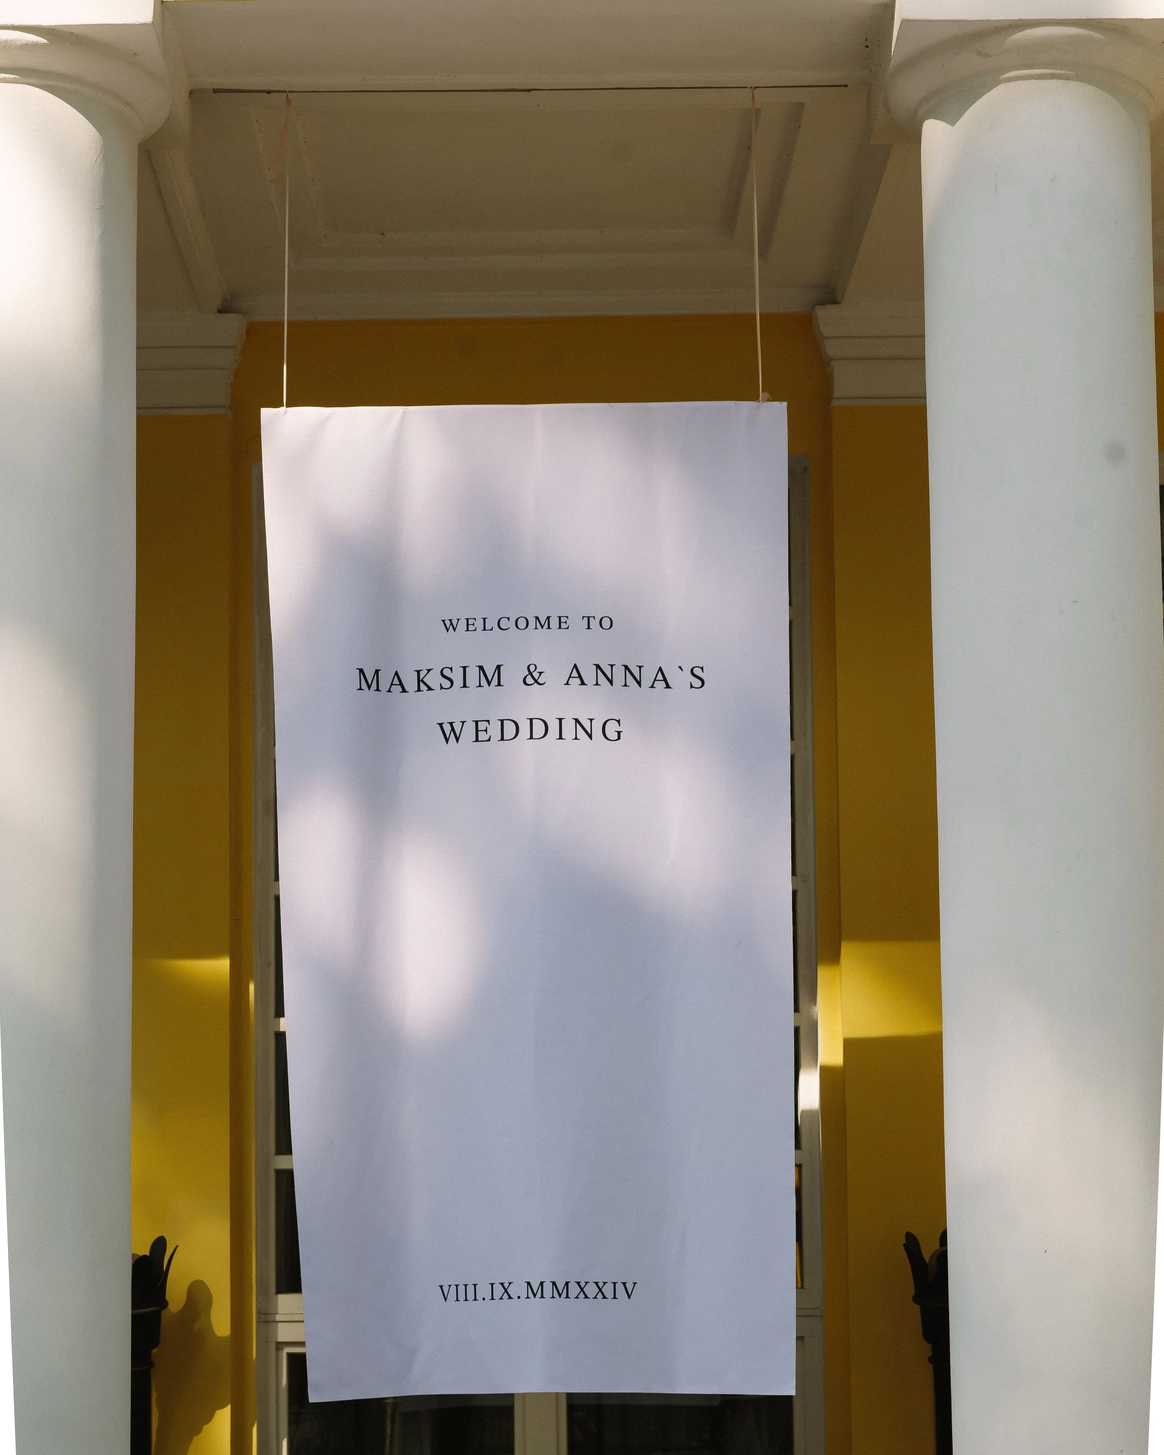 WELCOME TO
MAKSIM & ANNA`S
WEDDING
VIII.IX.MMXXIV